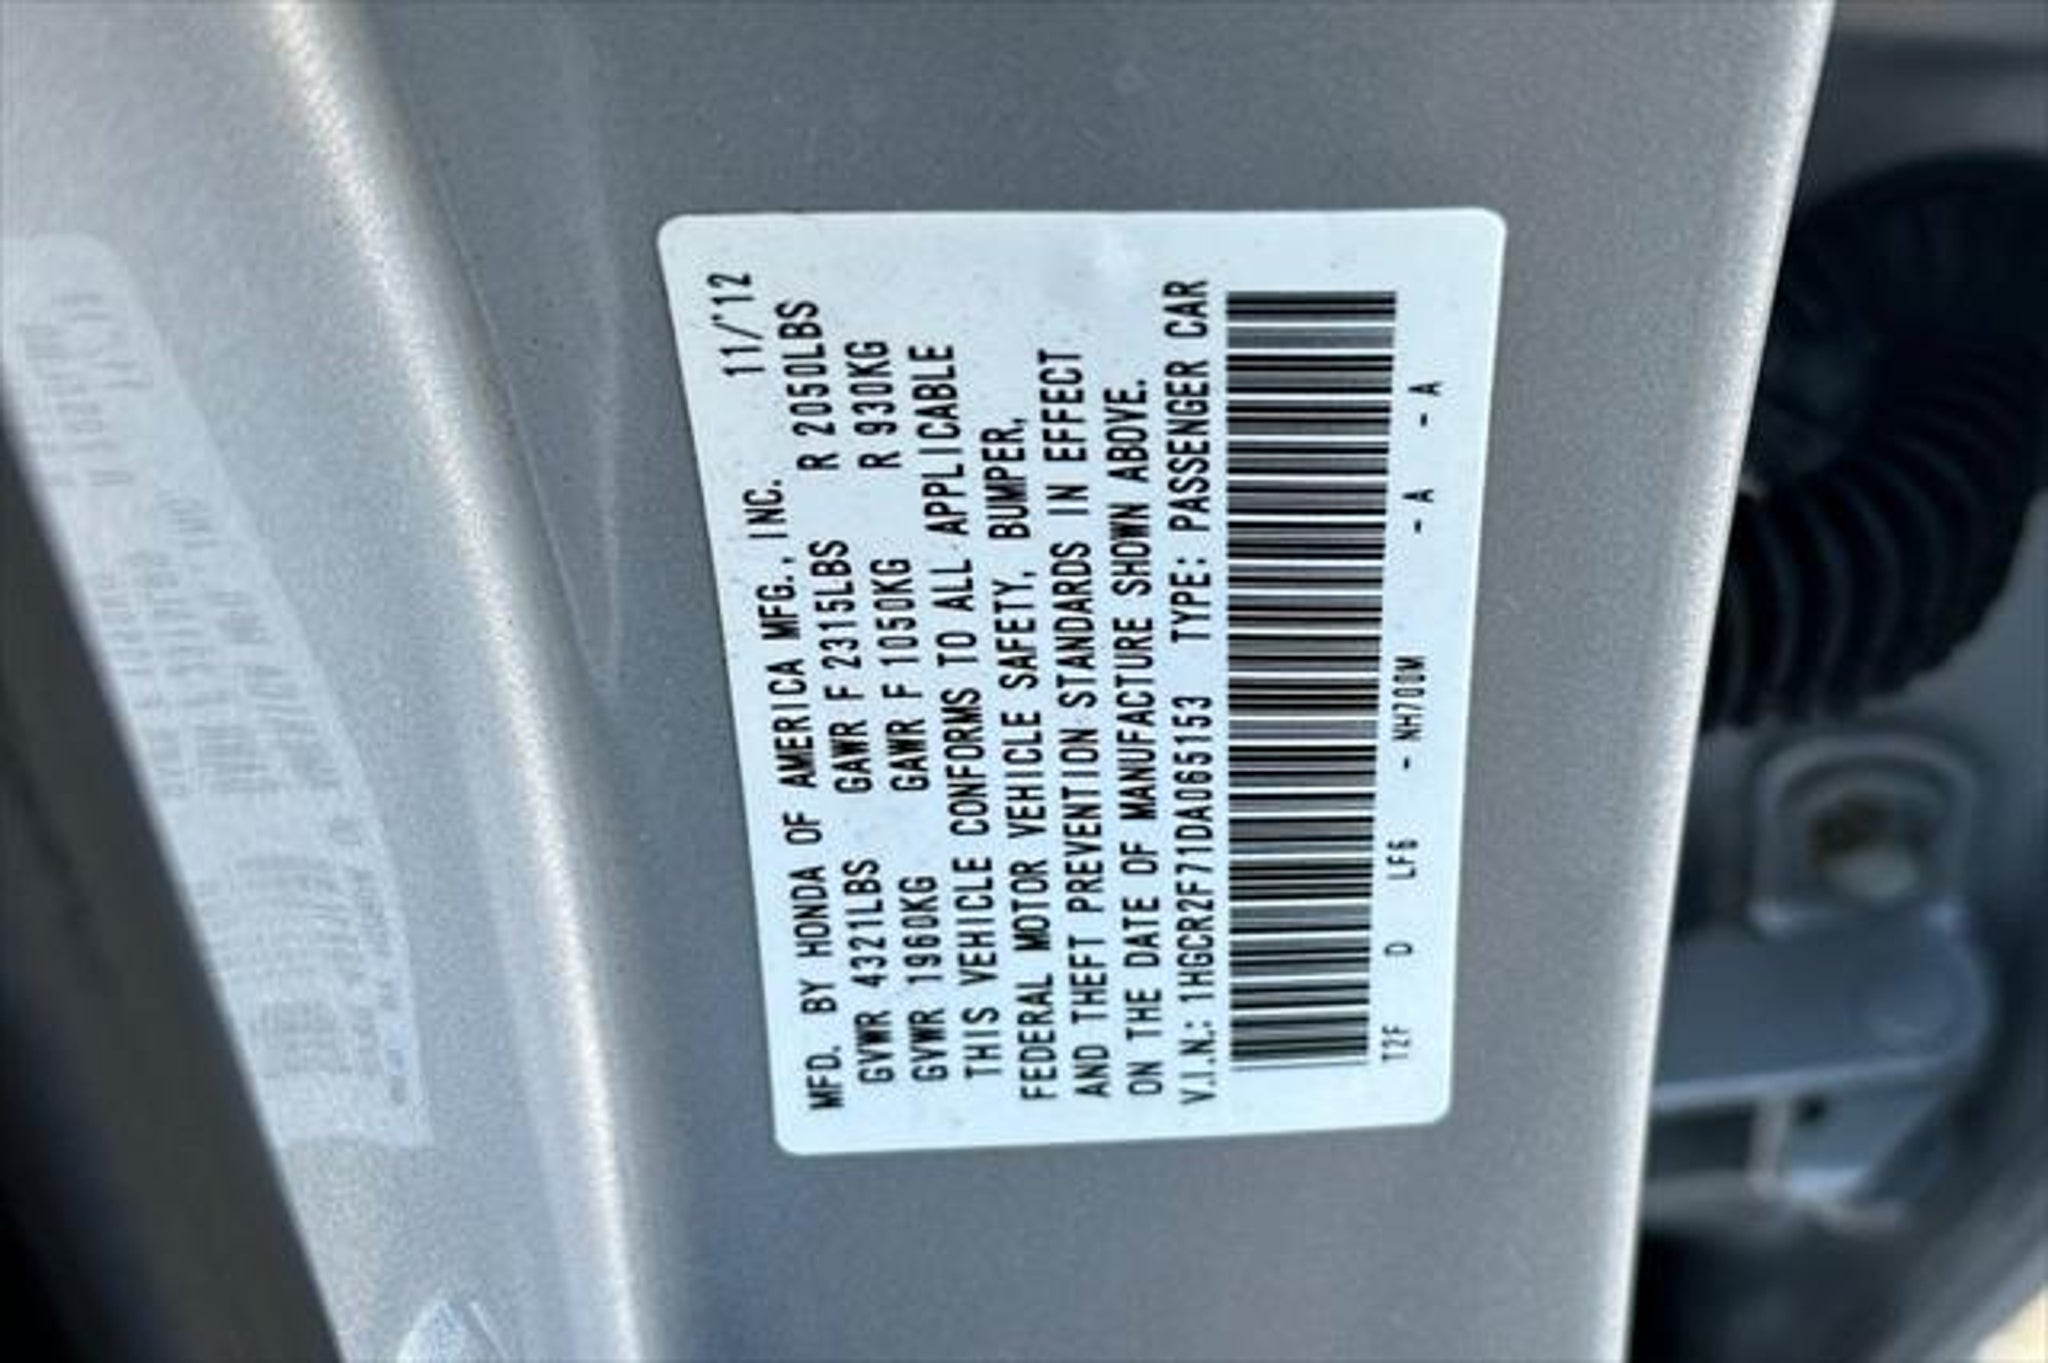 MFD. BY HONDA OF AMERICA MFG., INC. 11/'12
GVWR 4321LBS GAWR F 2315LBS R 2050LBS
GVWR 1960KG GAWR F 1050KG R 930KG
THIS VEHICLE CONFORMS TO ALL APPLICABLE
FEDERAL MOTOR VEHICLE SAFETY, BUMPER,
AND THEFT PREVENTION STANDARDS IN EFFECT
ON THE DATE OF MANUFACTURE SHOWN ABOVE.
V.I.N.: 1HGCR2F71DA065153 TYPE: PASSENGER CAR
T2F D LF6 - NH700M - A - A